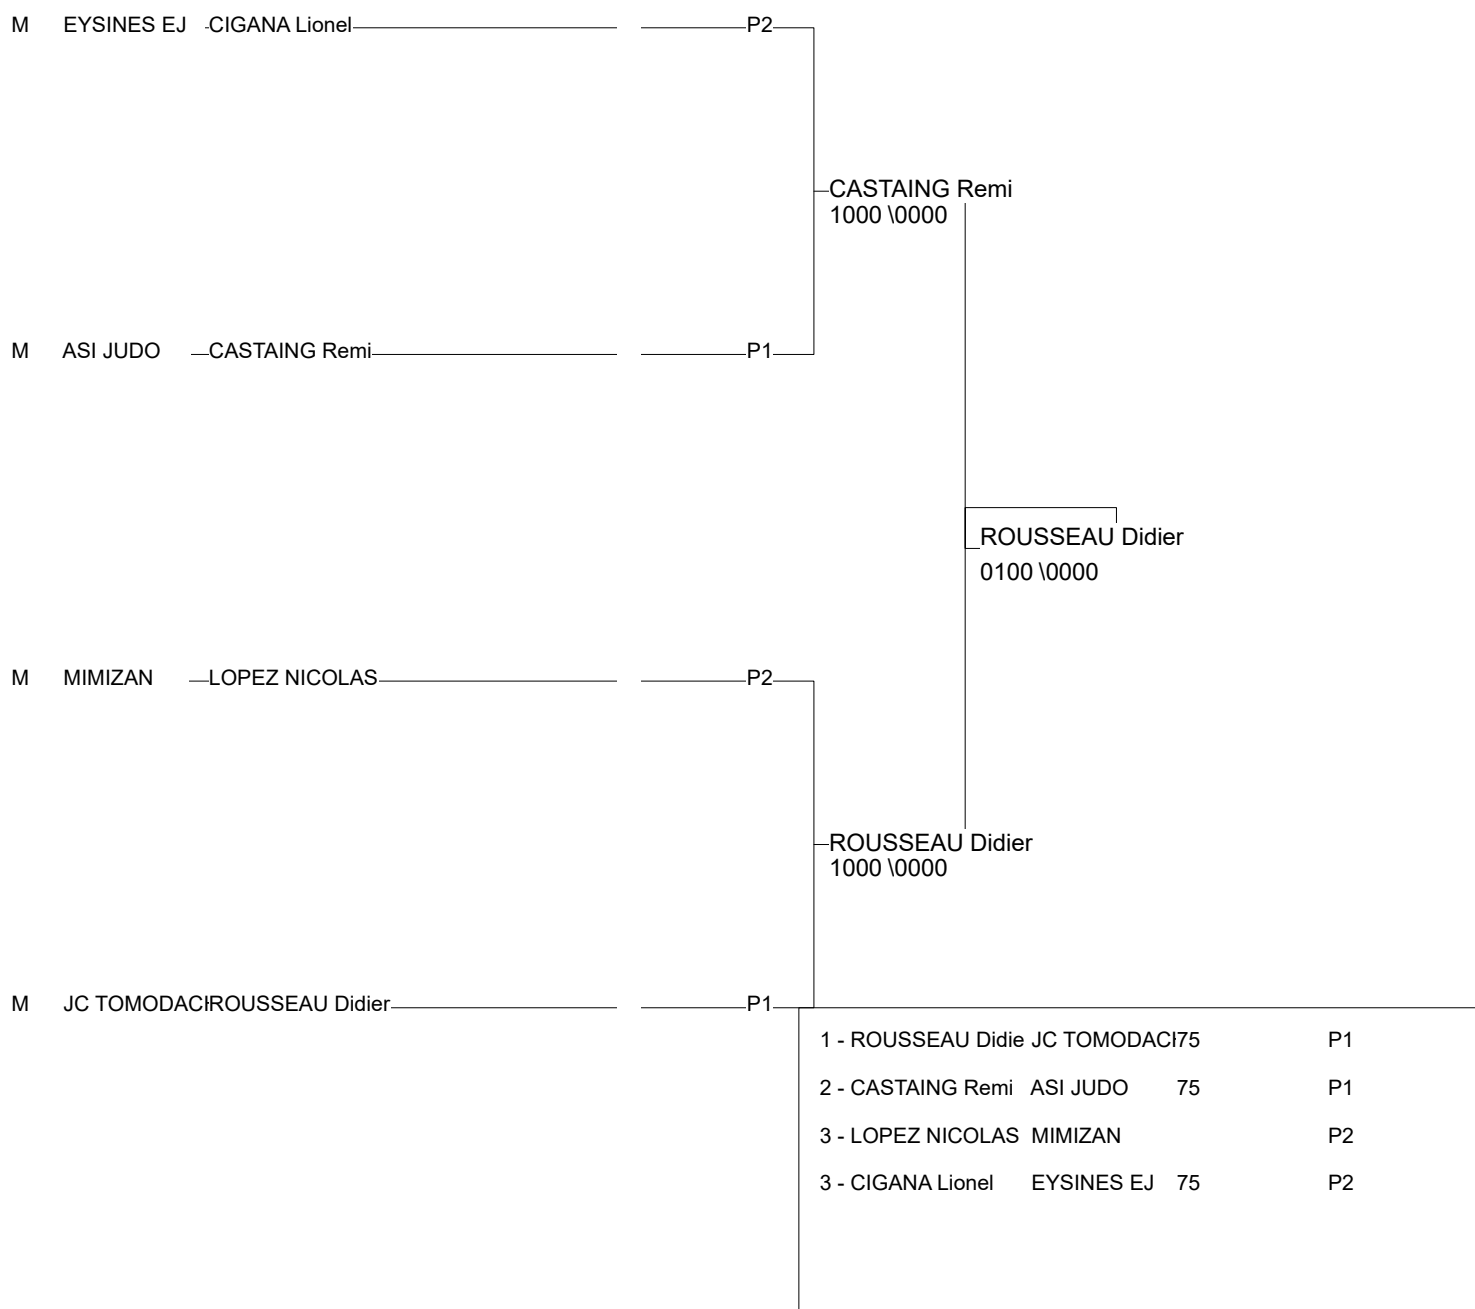 M EYSINES EJ CIGANA Lionel P2
CASTAING Remi
1000 \0000
M ASI JUDO CASTAING Remi P1
ROUSSEAU Didier
0100 \0000
M MIMIZAN LOPEZ NICOLAS P2
ROUSSEAU Didier
1000 \0000
M JC TOMODACH ROUSSEAU Didier P1
1 - ROUSSEAU Didie JC TOMODACH 75 P1
2 - CASTAING Remi ASI JUDO 75 P1
3 - LOPEZ NICOLAS MIMIZAN P2
3 - CIGANA Lionel EYSINES EJ 75 P2